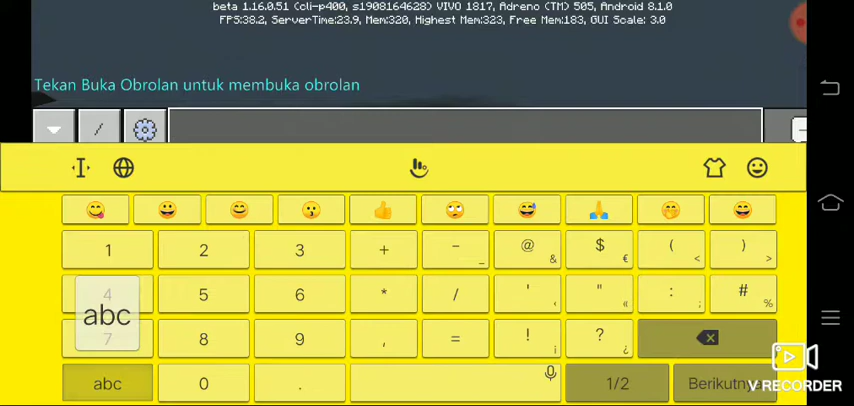 beta 1.16.0.51 (cli-p400, s1908164628) VIVO 1817, Adreno (TM) 505, Android 8.1.0
FPS:38.2, ServerTime:23.9, Mem:320, Highest Mem:323, Free Mem:183, GUI Scale: 3.0
Tekan Buka Obrolan untuk membuka obrolan
/
1 2 3 + - _ @ & $ € ( < ) >
4 5 6 * / ' ‹ " « : ; # %
abc
7 8 9 , = ! ¡ ? ¿
abc 0 . 1/2 Berikutnya
V RECORDER